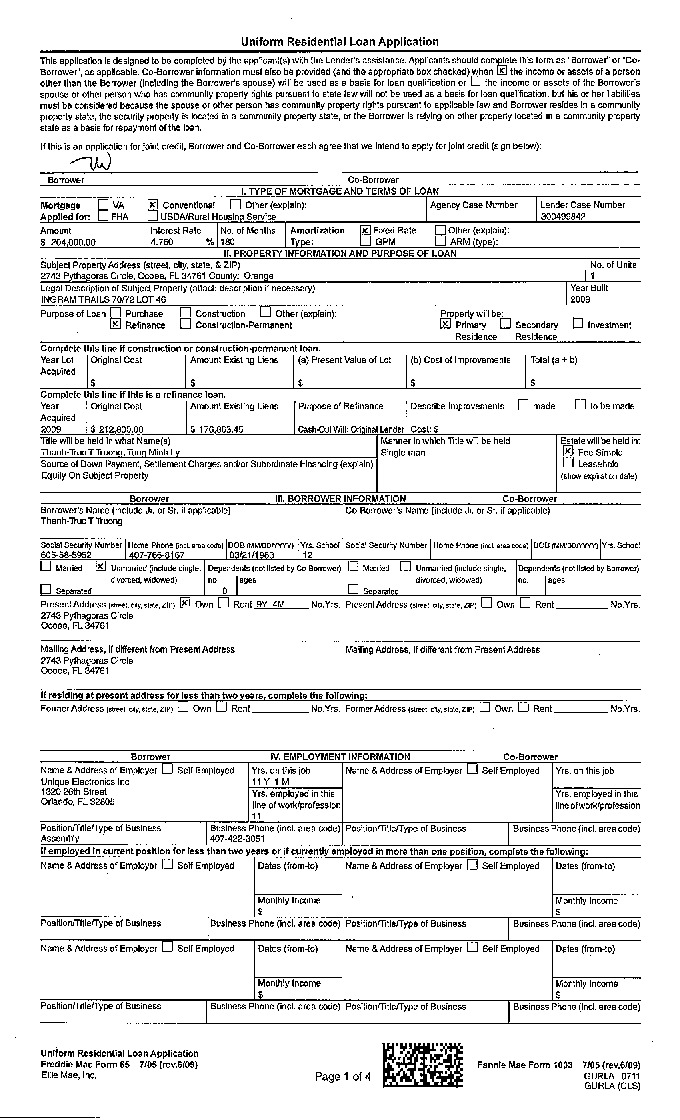 Uniform Residential Loan Application
This application is designed to be completed by the applicant(s) with the Lender's assistance. Applicants should complete this form as "Borrower" or "Co-
Borrower", as applicable. Co-Borrower information must also be provided (and the appropriate box checked) when ☒ the income or assets of a person
other than the Borrower (including the Borrower's spouse) will be used as a basis for loan qualification or ☐ the income or assets of the Borrower's
spouse or other person who has community property rights pursuant to state law will not be used as a basis for loan qualification, but his or her liabilities
must be considered because the spouse or other person has community property rights pursuant to applicable law and Borrower resides in a community
property state, the security property is located in a community property state, or the Borrower is relying on other property located in a community property
state as a basis for repayment of the loan.
If this is an application for joint credit, Borrower and Co-Borrower each agree that we intend to apply for joint credit (sign below):
Borrower Co-Borrower
I. TYPE OF MORTGAGE AND TERMS OF LOAN
Mortgage ☐ VA ☒ Conventional ☐ Other (explain): Agency Case Number Lender Case Number
Applied for: ☐ FHA ☐ USDA/Rural Housing Service 300499842
Amount Interest Rate No. of Months Amortization ☒ Fixed Rate ☐ Other (explain):
$ 204,000.00 4.750 % 180 Type: ☐ GPM ☐ ARM (type):
II. PROPERTY INFORMATION AND PURPOSE OF LOAN
Subject Property Address (street, city, state, & ZIP) No. of Units
2743 Pythagoras Circle, Ocoee, FL 34761 County: Orange 1
Legal Description of Subject Property (attach description if necessary) Year Built
INGRAM TRAILS 70/72 LOT 46 2009
Purpose of Loan ☐ Purchase ☐ Construction ☐ Other (explain): Property will be:
☒ Refinance ☐ Construction-Permanent ☒ Primary Residence ☐ Secondary Residence ☐ Investment
Complete this line if construction or construction-permanent loan.
Year Lot Acquired Original Cost Amount Existing Liens (a) Present Value of Lot (b) Cost of Improvements Total (a + b)
$ $ $ $ $
Complete this line if this is a refinance loan.
Year Acquired Original Cost Amount Existing Liens Purpose of Refinance Describe Improvements ☐ made ☐ to be made
2009 $ 212,809.00 $ 176,863.45 Cash-Out Will: Original Lender Cost: $
Title will be held in what Name(s) Manner in which Title will be held Estate will be held in:
Thanh-Truc T Truong, Tung Minh Ly Single man ☒ Fee Simple
Source of Down Payment, Settlement Charges and/or Subordinate Financing (explain) ☐ Leasehold
Equity On Subject Property (show expiration date)
Borrower III. BORROWER INFORMATION Co-Borrower
Borrower's Name (include Jr. or Sr. if applicable) Co-Borrower's Name (include Jr. or Sr. if applicable)
Thanh-Truc T Truong
Social Security Number Home Phone (incl. area code) DOB (MM/DD/YYYY) Yrs. School Social Security Number Home Phone (incl. area code) DOB (MM/DD/YYYY) Yrs. School
605-58-5952 407-766-8167 03/21/1963 12
☐ Married ☒ Unmarried (include single, divorced, widowed) Dependents (not listed by Co-Borrower) ☐ Married ☐ Unmarried (include single, divorced, widowed) Dependents (not listed by Borrower)
☐ Separated no. 0 ages ☐ Separated no. ages
Present Address (street, city, state, ZIP) ☒ Own ☐ Rent 8Y 4M No. Yrs. Present Address (street, city, state, ZIP) ☐ Own ☐ Rent No. Yrs.
2743 Pythagoras Circle
Ocoee, FL 34761
Mailing Address, if different from Present Address Mailing Address, if different from Present Address
2743 Pythagoras Circle
Ocoee, FL 34761
If residing at present address for less than two years, complete the following:
Former Address (street, city, state, ZIP) ☐ Own ☐ Rent No. Yrs. Former Address (street, city, state, ZIP) ☐ Own ☐ Rent No. Yrs.
Borrower IV. EMPLOYMENT INFORMATION Co-Borrower
Name & Address of Employer ☐ Self Employed Yrs. on this job Name & Address of Employer ☐ Self Employed Yrs. on this job
Unique Electronics Inc 11 Y 1 M
1320 26th Street Yrs. employed in this Yrs. employed in this
Orlando, FL 32805 line of work/profession line of work/profession
11
Position/Title/Type of Business Business Phone (incl. area code) Position/Title/Type of Business Business Phone (incl. area code)
Assembly 407-422-3051
If employed in current position for less than two years or if currently employed in more than one position, complete the following:
Name & Address of Employer ☐ Self Employed Dates (from-to) Name & Address of Employer ☐ Self Employed Dates (from-to)
Monthly Income Monthly Income
$ $
Position/Title/Type of Business Business Phone (incl. area code) Position/Title/Type of Business Business Phone (incl. area code)
Name & Address of Employer ☐ Self Employed Dates (from-to) Name & Address of Employer ☐ Self Employed Dates (from-to)
Monthly Income Monthly Income
$ $
Position/Title/Type of Business Business Phone (incl. area code) Position/Title/Type of Business Business Phone (incl. area code)
Uniform Residential Loan Application
Freddie Mac Form 65 7/05 (rev.6/09) Fannie Mae Form 1003 7/05 (rev.6/09)
Ellie Mae, Inc. Page 1 of 4 GURLA 0711
GURLA (CLS)